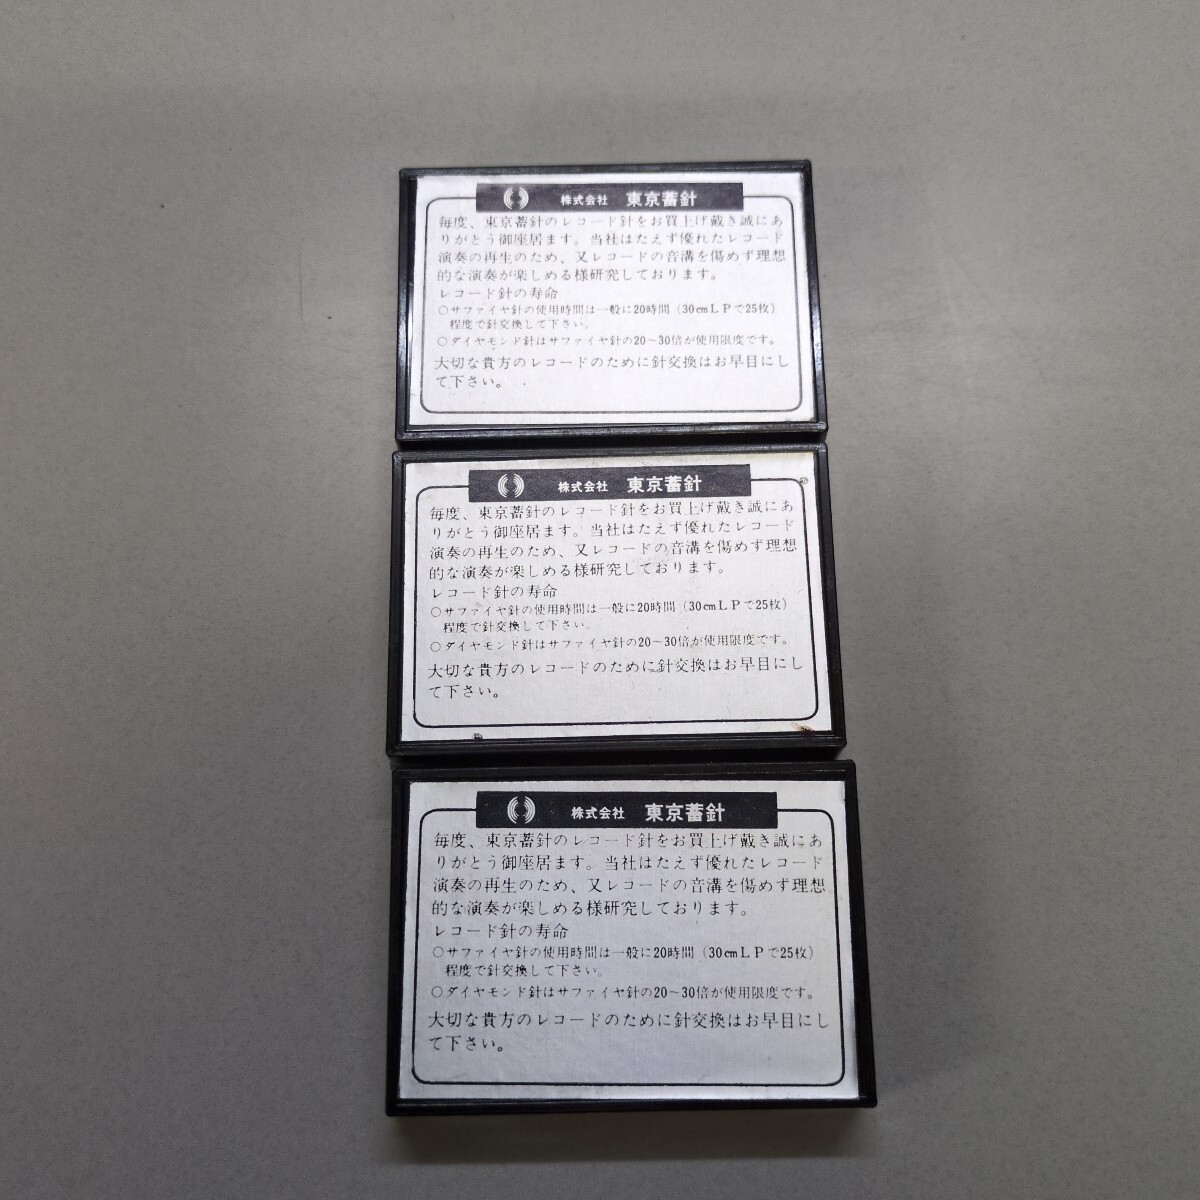 株式会社 東京蓄針
毎度、東京蓄針のレコード針をお買上げ戴き誠にあ
りがとう御座居ます。当社はたえず優れたレコード
演奏の再生のため、又レコードの音溝を傷めず理想
的な演奏が楽しめる様研究しております。
レコード針の寿命
○サファイヤ針の使用時間は一般に20時間（30cmＬＰで25枚）
程度で針交換して下さい。
○ダイヤモンド針はサファイヤ針の20〜30倍が使用限度です。
大切な貴方のレコードのために針交換はお早目にし
て下さい。
株式会社 東京蓄針
毎度、東京蓄針のレコード針をお買上げ戴き誠にあ
りがとう御座居ます。当社はたえず優れたレコード
演奏の再生のため、又レコードの音溝を傷めず理想
的な演奏が楽しめる様研究しております。
レコード針の寿命
○サファイヤ針の使用時間は一般に20時間（30cmＬＰで25枚）
程度で針交換して下さい。
○ダイヤモンド針はサファイヤ針の20〜30倍が使用限度です。
大切な貴方のレコードのために針交換はお早目にし
て下さい。
株式会社 東京蓄針
毎度、東京蓄針のレコード針をお買上げ戴き誠にあ
りがとう御座居ます。当社はたえず優れたレコード
演奏の再生のため、又レコードの音溝を傷めず理想
的な演奏が楽しめる様研究しております。
レコード針の寿命
○サファイヤ針の使用時間は一般に20時間（30cmＬＰで25枚）
程度で針交換して下さい。
○ダイヤモンド針はサファイヤ針の20〜30倍が使用限度です。
大切な貴方のレコードのために針交換はお早目にし
て下さい。